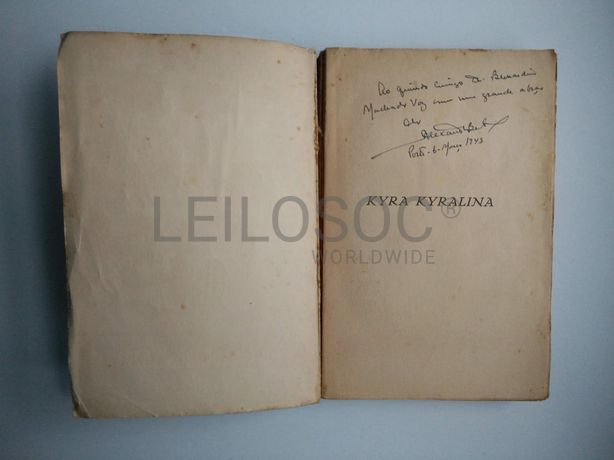 Ao querido amigo Dr. Bernardino
Machado Vaz com um grande abraço
do
Porto - 6 - Março 1943
KYRA KYRALINA
LEILOSOC®
WORLDWIDE